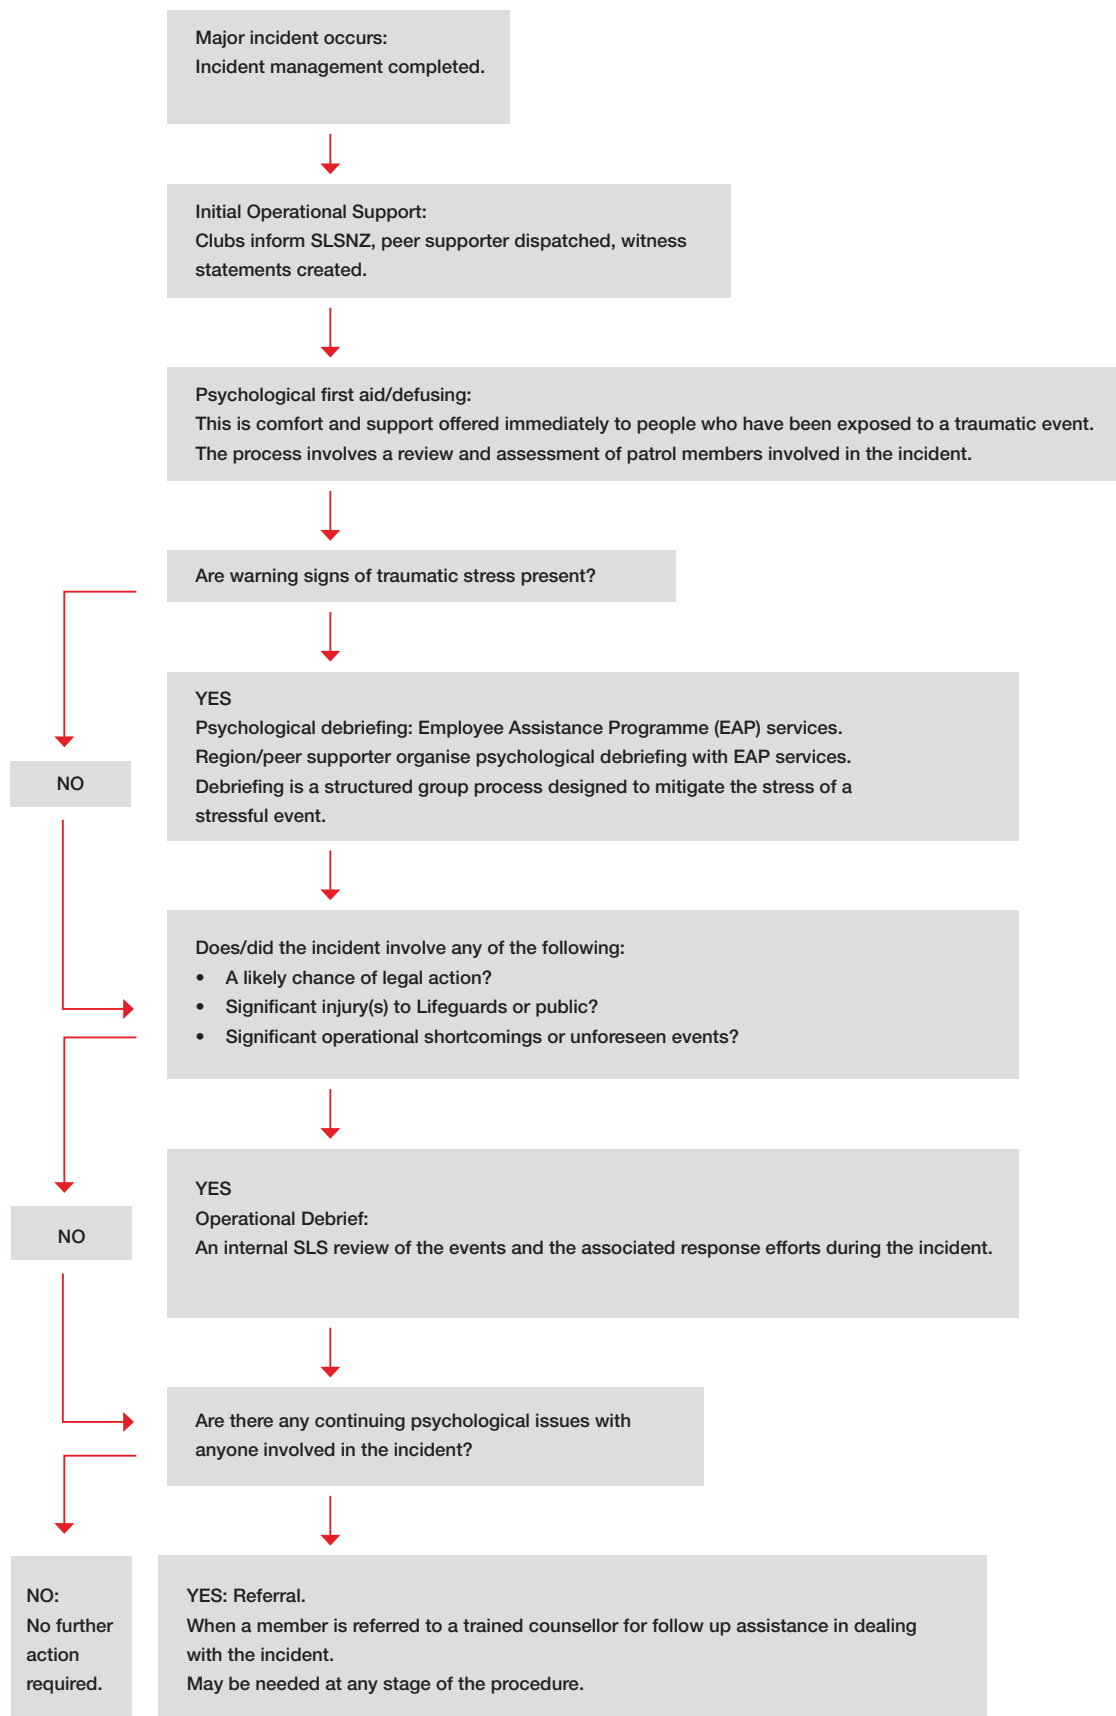 Major incident occurs:
Incident management completed.
Initial Operational Support:
Clubs inform SLSNZ, peer supporter dispatched, witness
statements created.
Psychological first aid/defusing:
This is comfort and support offered immediately to people who have been exposed to a traumatic event.
The process involves a review and assessment of patrol members involved in the incident.
Are warning signs of traumatic stress present?
YES
Psychological debriefing: Employee Assistance Programme (EAP) services.
Region/peer supporter organise psychological debriefing with EAP services.
Debriefing is a structured group process designed to mitigate the stress of a
stressful event.
NO
Does/did the incident involve any of the following:
• A likely chance of legal action?
• Significant injury(s) to Lifeguards or public?
• Significant operational shortcomings or unforeseen events?
YES
Operational Debrief:
An internal SLS review of the events and the associated response efforts during the incident.
NO
Are there any continuing psychological issues with
anyone involved in the incident?
NO:
No further
action
required.
YES: Referral.
When a member is referred to a trained counsellor for follow up assistance in dealing
with the incident.
May be needed at any stage of the procedure.